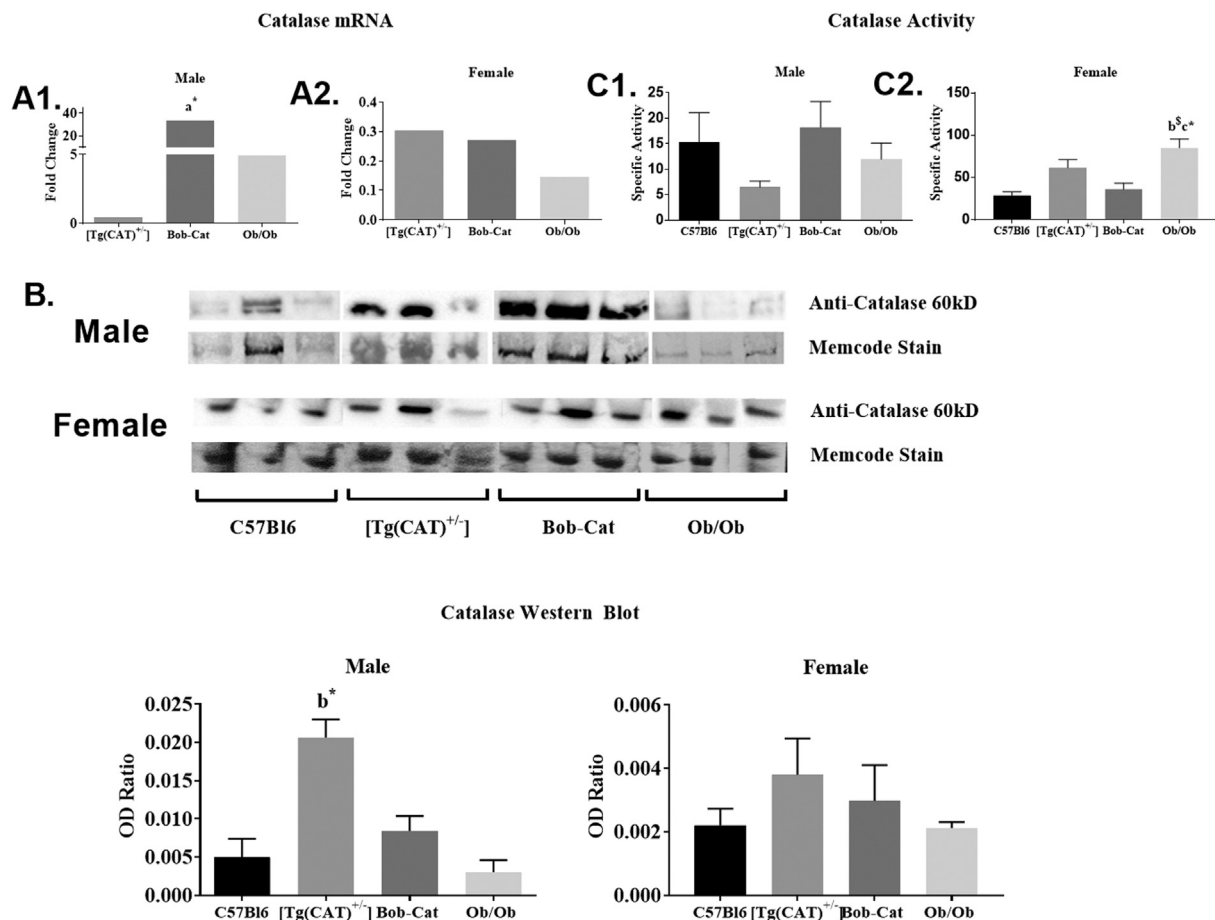 Catalase mRNA
Catalase Activity
A1.
Male
a*
Fold Change
40
20
5
0
[Tg(CAT)+/-] Bob-Cat Ob/Ob
A2.
Female
Fold Change
0.4
0.3
0.2
0.1
0.0
[Tg(CAT)+/-] Bob-Cat Ob/Ob
C1.
Male
Specific Activity
25
20
15
10
5
0
C57Bl6 [Tg(CAT)+/-] Bob-Cat Ob/Ob
C2.
Female
b$c*
Specific Activity
150
100
50
0
C57Bl6 [Tg(CAT)+/-] Bob-Cat Ob/Ob
B.
Male
Anti-Catalase 60kD
Memcode Stain
Female
Anti-Catalase 60kD
Memcode Stain
C57Bl6 [Tg(CAT)+/-] Bob-Cat Ob/Ob
Catalase Western Blot
Male
b*
OD Ratio
0.025
0.020
0.015
0.010
0.005
0.000
C57Bl6 [Tg(CAT)+/-] Bob-Cat Ob/Ob
Female
OD Ratio
0.006
0.004
0.002
0.000
C57Bl6 [Tg(CAT)+/-] Bob-Cat Ob/Ob